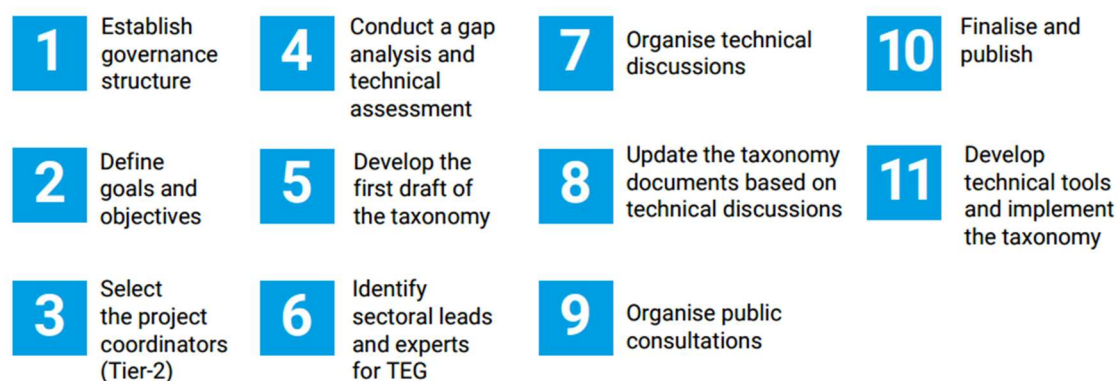 1
Establish
governance
structure
2
Define
goals and
objectives
3
Select
the project
coordinators
(Tier-2)
4
Conduct a gap
analysis and
technical
assessment
5
Develop the
first draft of
the taxonomy
6
Identify
sectoral leads
and experts
for TEG
7
Organise technical
discussions
8
Update the taxonomy
documents based on
technical discussions
9
Organise public
consultations
10
Finalise and
publish
11
Develop
technical tools
and implement
the taxonomy